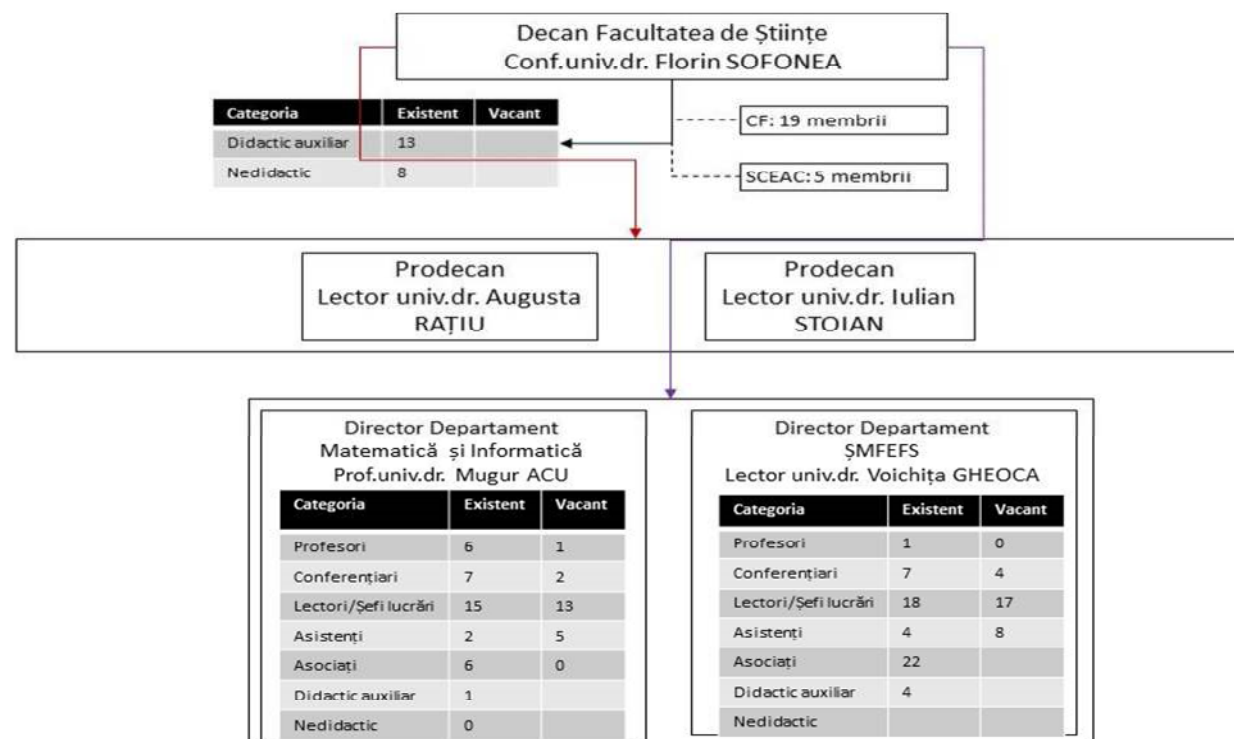 Decan Facultatea de Științe
Conf.univ.dr. Florin SOFONEA
Categoria Existent Vacant
Didactic auxiliar 13
Nedidactic 8
CF: 19 membrii
SCEAC: 5 membrii
Prodecan
Lector univ.dr. Augusta
RAȚIU
Prodecan
Lector univ.dr. Iulian
STOIAN
Director Departament
Matematică și Informatică
Prof.univ.dr. Mugur ACU
Categoria Existent Vacant
Profesori 6 1
Conferențiari 7 2
Lectori/Șefi lucrări 15 13
Asistenți 2 5
Asociați 6 0
Didactic auxiliar 1
Nedidactic 0
Director Departament
ȘMFEFS
Lector univ.dr. Voichița GHEOCA
Categoria Existent Vacant
Profesori 1 0
Conferențiari 7 4
Lectori/Șefi lucrări 18 17
Asistenți 4 8
Asociați 22
Didactic auxiliar 4
Nedidactic